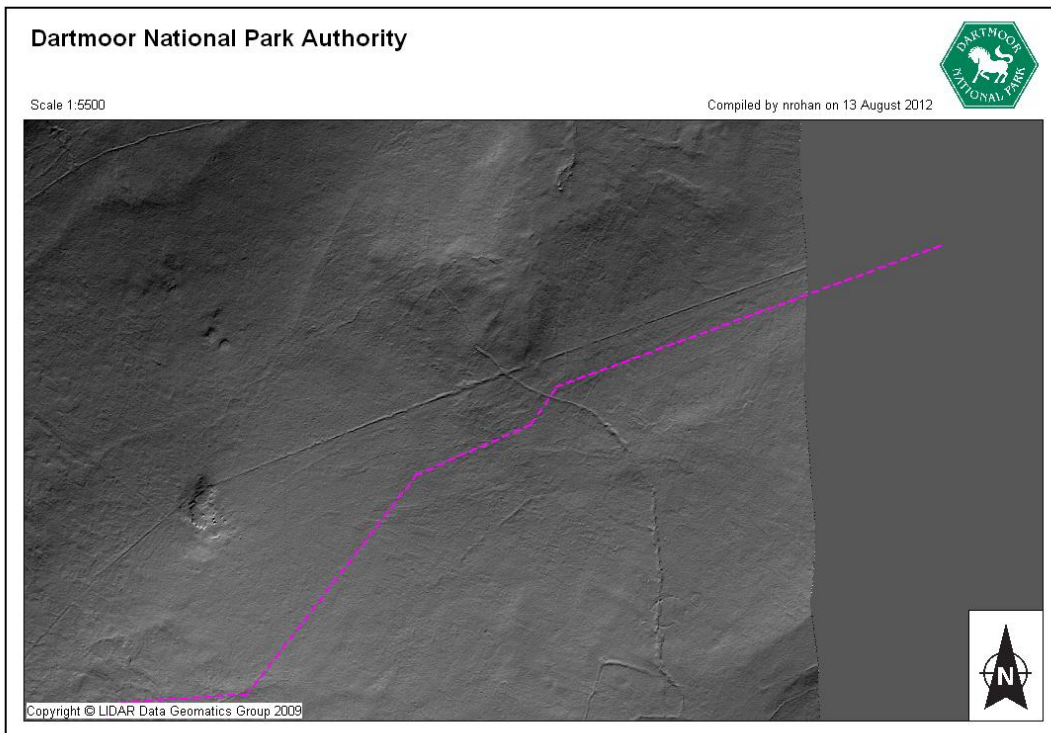 Dartmoor National Park Authority
DARTMOOR
NATIONAL PARK
Scale 1:5500
Compiled by nrohan on 13 August 2012
N
Copyright © LIDAR Data Geomatics Group 2009